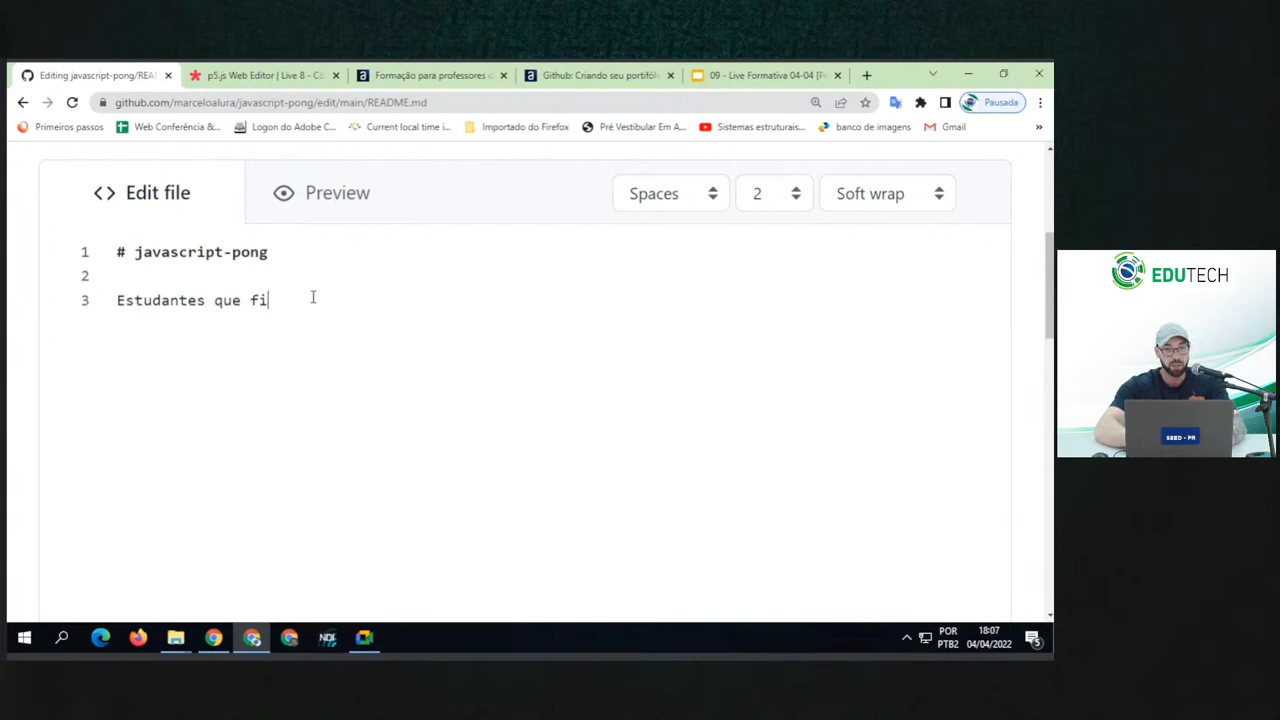 Editing javascript-pong/REA
p5.js Web Editor | Live 8 - Có
Formação para professores d
Github: Criando seu portifól
09 - Live Formativa 04-04 [P
github.com/marceloalura/javascript-pong/edit/main/README.md
Pausada
Primeiros passos
Web Conferência &...
Logon do Adobe C...
Current local time i...
Importado do Firefox
Pré Vestibular Em A...
Sistemas estruturais...
banco de imagens
Gmail
»
<> Edit file
Preview
Spaces
2
Soft wrap
1 # javascript-pong
2
3 Estudantes que fi
EDUTECH
SEED - PR
POR
PTB2
18:07
04/04/2022
5